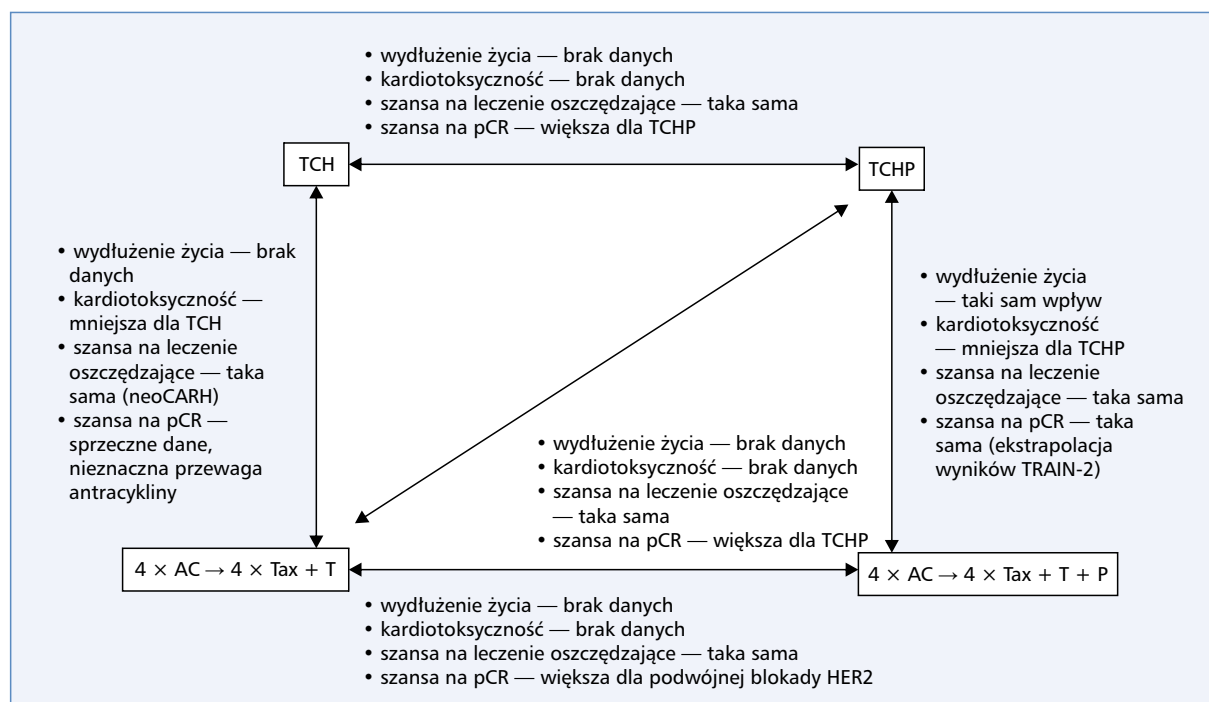 • wydłużenie życia — brak danych
• kardiotoksyczność — brak danych
• szansa na leczenie oszczędzające — taka sama
• szansa na pCR — większa dla TCHP
TCH
TCHP
• wydłużenie życia — brak
danych
• kardiotoksyczność —
mniejsza dla TCH
• szansa na leczenie
oszczędzające — taka
sama (neoCARH)
• szansa na pCR —
sprzeczne dane,
nieznaczna przewaga
antracykliny
• wydłużenie życia
— taki sam wpływ
• kardiotoksyczność
— mniejsza dla TCHP
• szansa na leczenie
oszczędzające — taka sama
• szansa na pCR — taka
sama (ekstrapolacja
wyników TRAIN-2)
• wydłużenie życia — brak danych
• kardiotoksyczność — brak danych
• szansa na leczenie oszczędzające
— taka sama
• szansa na pCR — większa dla TCHP
4 × AC → 4 × Tax + T
4 × AC → 4 × Tax + T + P
• wydłużenie życia — brak danych
• kardiotoksyczność — brak danych
• szansa na leczenie oszczędzające — taka sama
• szansa na pCR — większa dla podwójnej blokady HER2